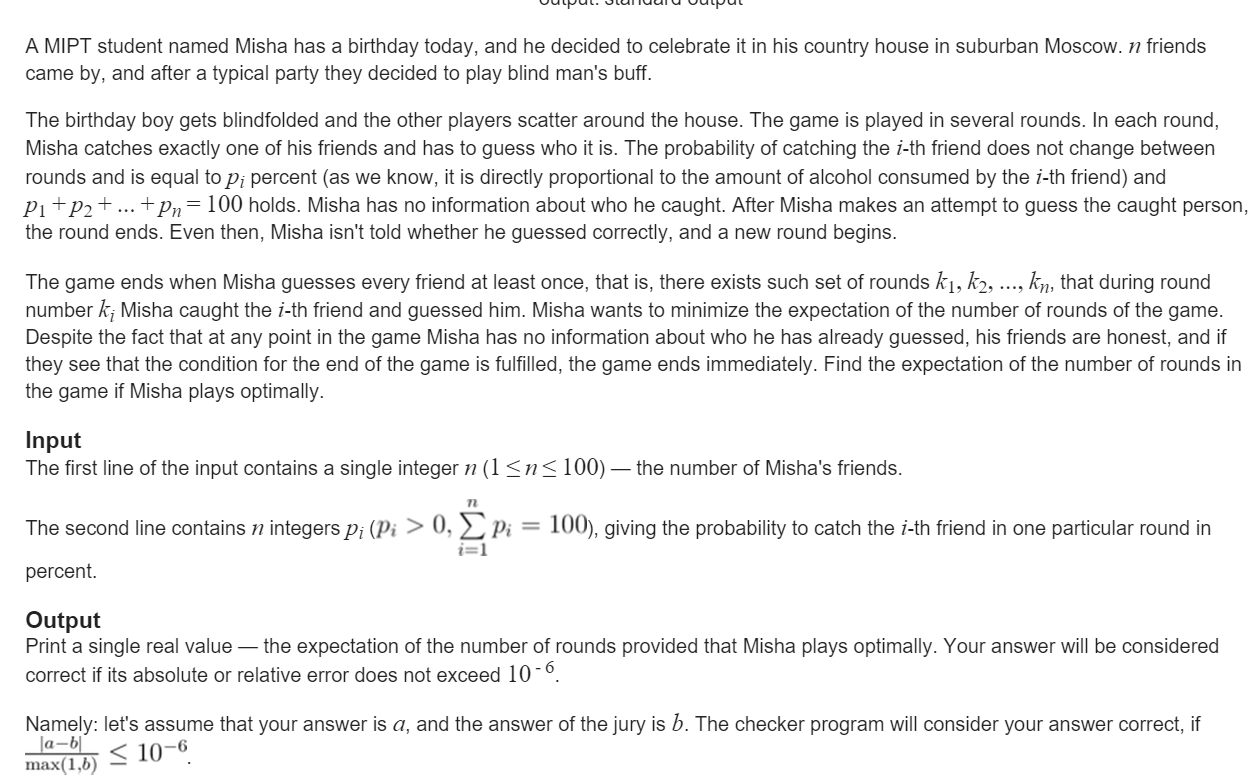 output: standard output
A MIPT student named Misha has a birthday today, and he decided to celebrate it in his country house in suburban Moscow. n friends
came by, and after a typical party they decided to play blind man's buff.
The birthday boy gets blindfolded and the other players scatter around the house. The game is played in several rounds. In each round,
Misha catches exactly one of his friends and has to guess who it is. The probability of catching the i-th friend does not change between
rounds and is equal to p_i percent (as we know, it is directly proportional to the amount of alcohol consumed by the i-th friend) and
p_1 + p_2 + ... + p_n = 100 holds. Misha has no information about who he caught. After Misha makes an attempt to guess the caught person,
the round ends. Even then, Misha isn't told whether he guessed correctly, and a new round begins.
The game ends when Misha guesses every friend at least once, that is, there exists such set of rounds k_1, k_2, ..., k_n, that during round
number k_i Misha caught the i-th friend and guessed him. Misha wants to minimize the expectation of the number of rounds of the game.
Despite the fact that at any point in the game Misha has no information about who he has already guessed, his friends are honest, and if
they see that the condition for the end of the game is fulfilled, the game ends immediately. Find the expectation of the number of rounds in
the game if Misha plays optimally.
Input
The first line of the input contains a single integer n (1 ≤ n ≤ 100) — the number of Misha's friends.
The second line contains n integers p_i (p_i > 0, \sum_{i=1}^{n} p_i = 100), giving the probability to catch the i-th friend in one particular round in
percent.
Output
Print a single real value — the expectation of the number of rounds provided that Misha plays optimally. Your answer will be considered
correct if its absolute or relative error does not exceed 10^{-6}.
Namely: let's assume that your answer is a, and the answer of the jury is b. The checker program will consider your answer correct, if
\frac{|a-b|}{max(1,b)} ≤ 10^{-6}.